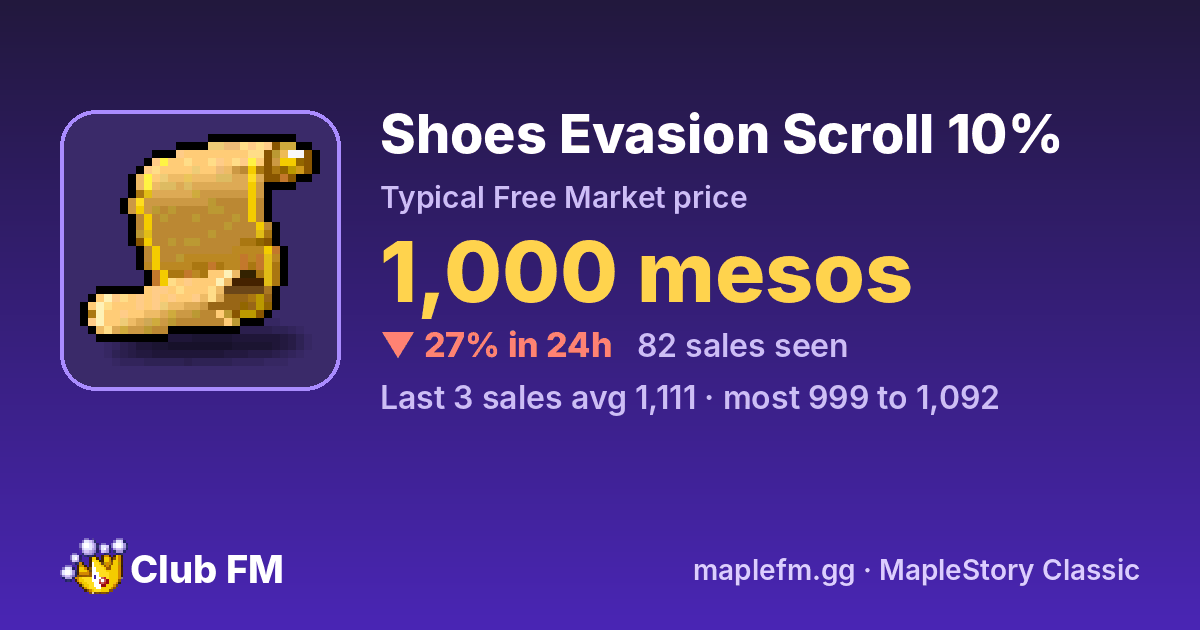 Shoes Evasion Scroll 10%
Typical Free Market price
1,000 mesos
▼ 27% in 24h 82 sales seen
Last 3 sales avg 1,111 · most 999 to 1,092
Club FM
maplefm.gg · MapleStory Classic